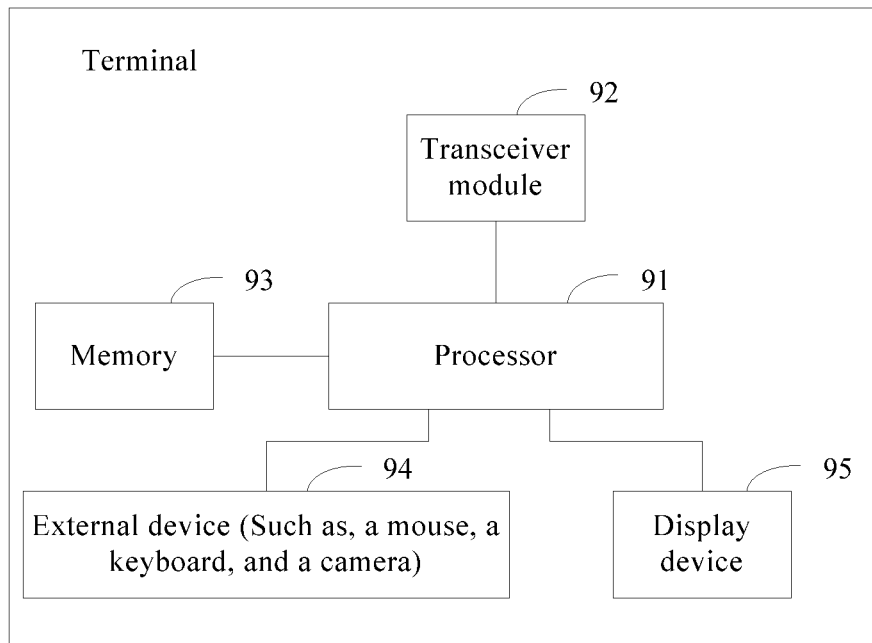 Terminal
92
Transceiver
module
93
91
Memory
Processor
94
95
External device (Such as, a mouse, a
keyboard, and a camera)
Display
device